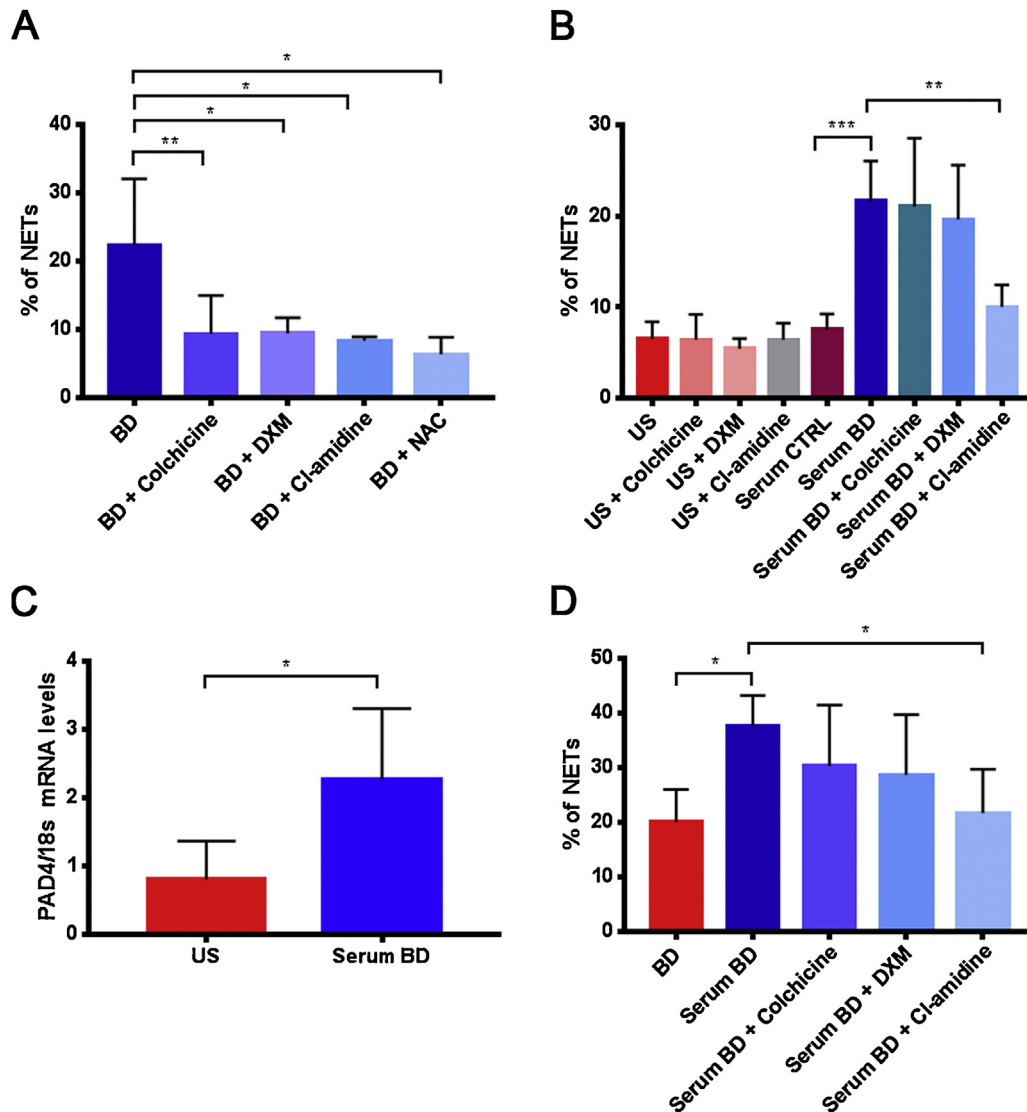 A
*
*
*
**
% of NETs
40
30
20
10
0
BD
BD + Colchicine
BD + DXM
BD + Cl-amidine
BD + NAC
B
**
***
% of NETs
30
20
10
0
US
US + Colchicine
US + DXM
US + Cl-amidine
Serum CTRL
Serum BD
Serum BD + Colchicine
Serum BD + DXM
Serum BD + Cl-amidine
C
*
PAD4/18s mRNA levels
4
3
2
1
0
US
Serum BD
D
*
*
% of NETs
50
40
30
20
10
0
BD
Serum BD
Serum BD + Colchicine
Serum BD + DXM
Serum BD + Cl-amidine